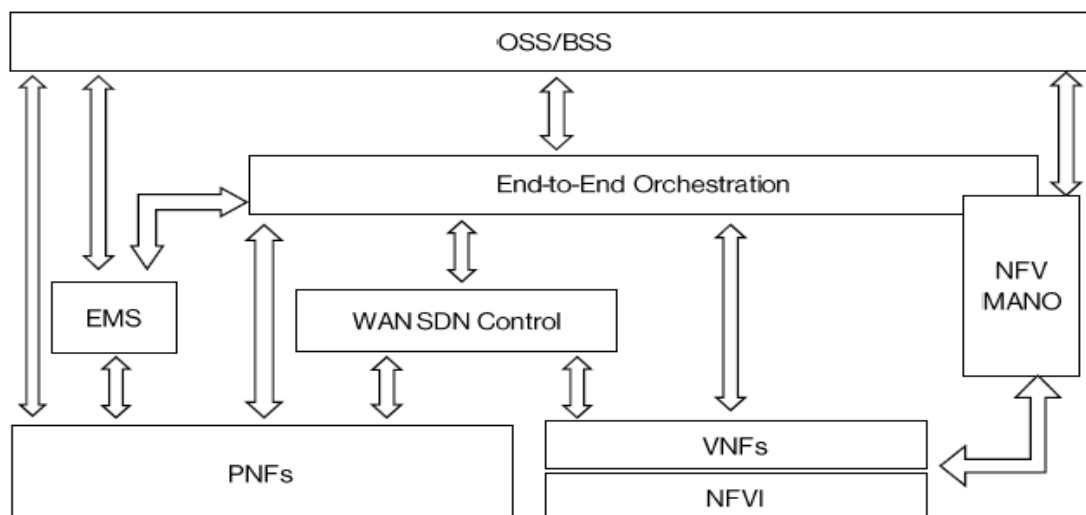 OSS/BSS
End-to-End Orchestration
NFV
MANO
EMS
WAN SDN Control
VNFs
PNFs
NFVI